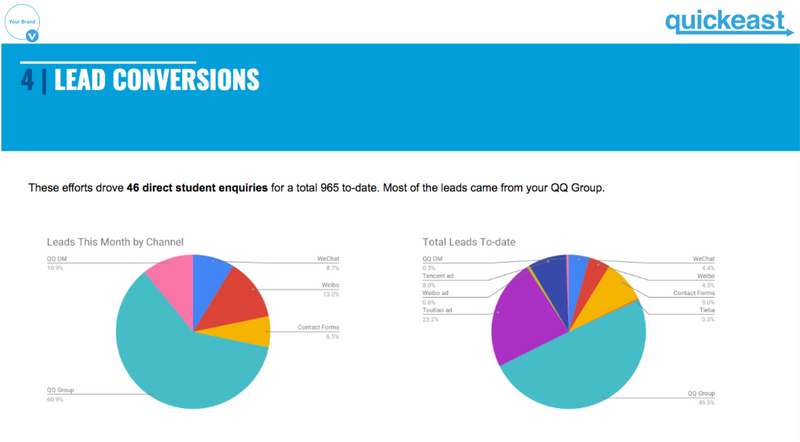 Your Brand
V
quickeast
4 | LEAD CONVERSIONS
These efforts drove 46 direct student enquiries for a total 965 to-date. Most of the leads came from your QQ Group.
Leads This Month by Channel
QQ DM
10.9%
WeChat
8.7%
Weibo
13.0%
Contact Forms
6.5%
QQ Group
60.9%
Total Leads To-date
QQ DM
0.5%
Tencent ad
8.0%
Weibo ad
0.6%
Toutiao ad
23.2%
WeChat
4.4%
Weibo
4.5%
Contact Forms
9.0%
Tieba
0.3%
QQ Group
49.5%